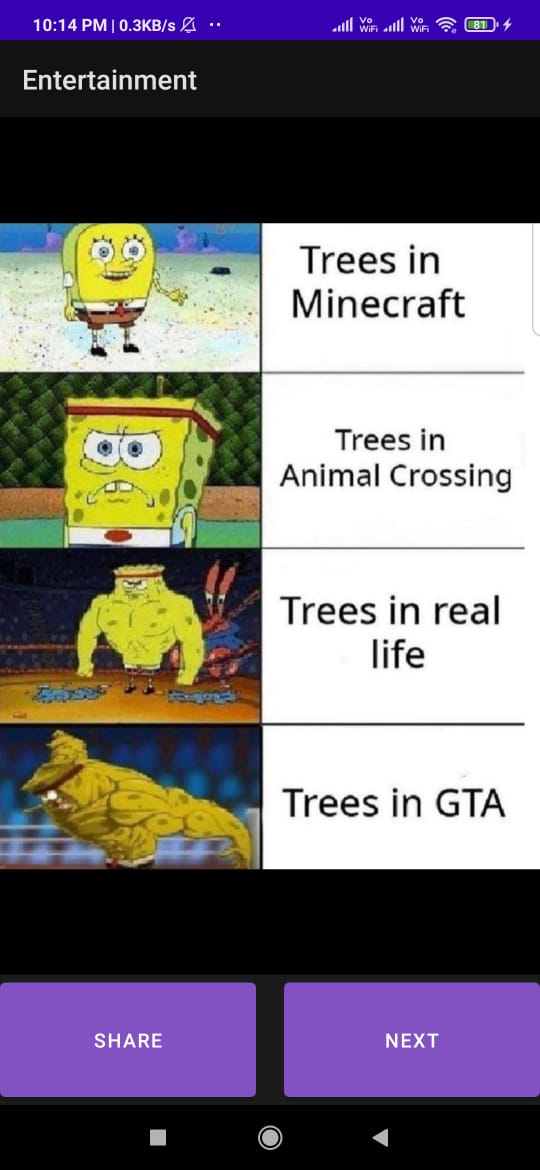 10:14 PM | 0.3KB/s
Vo WiFi
Vo WiFi
81
Entertainment
Trees in
Minecraft
Trees in
Animal Crossing
Trees in real
life
Trees in GTA
SHARE
NEXT